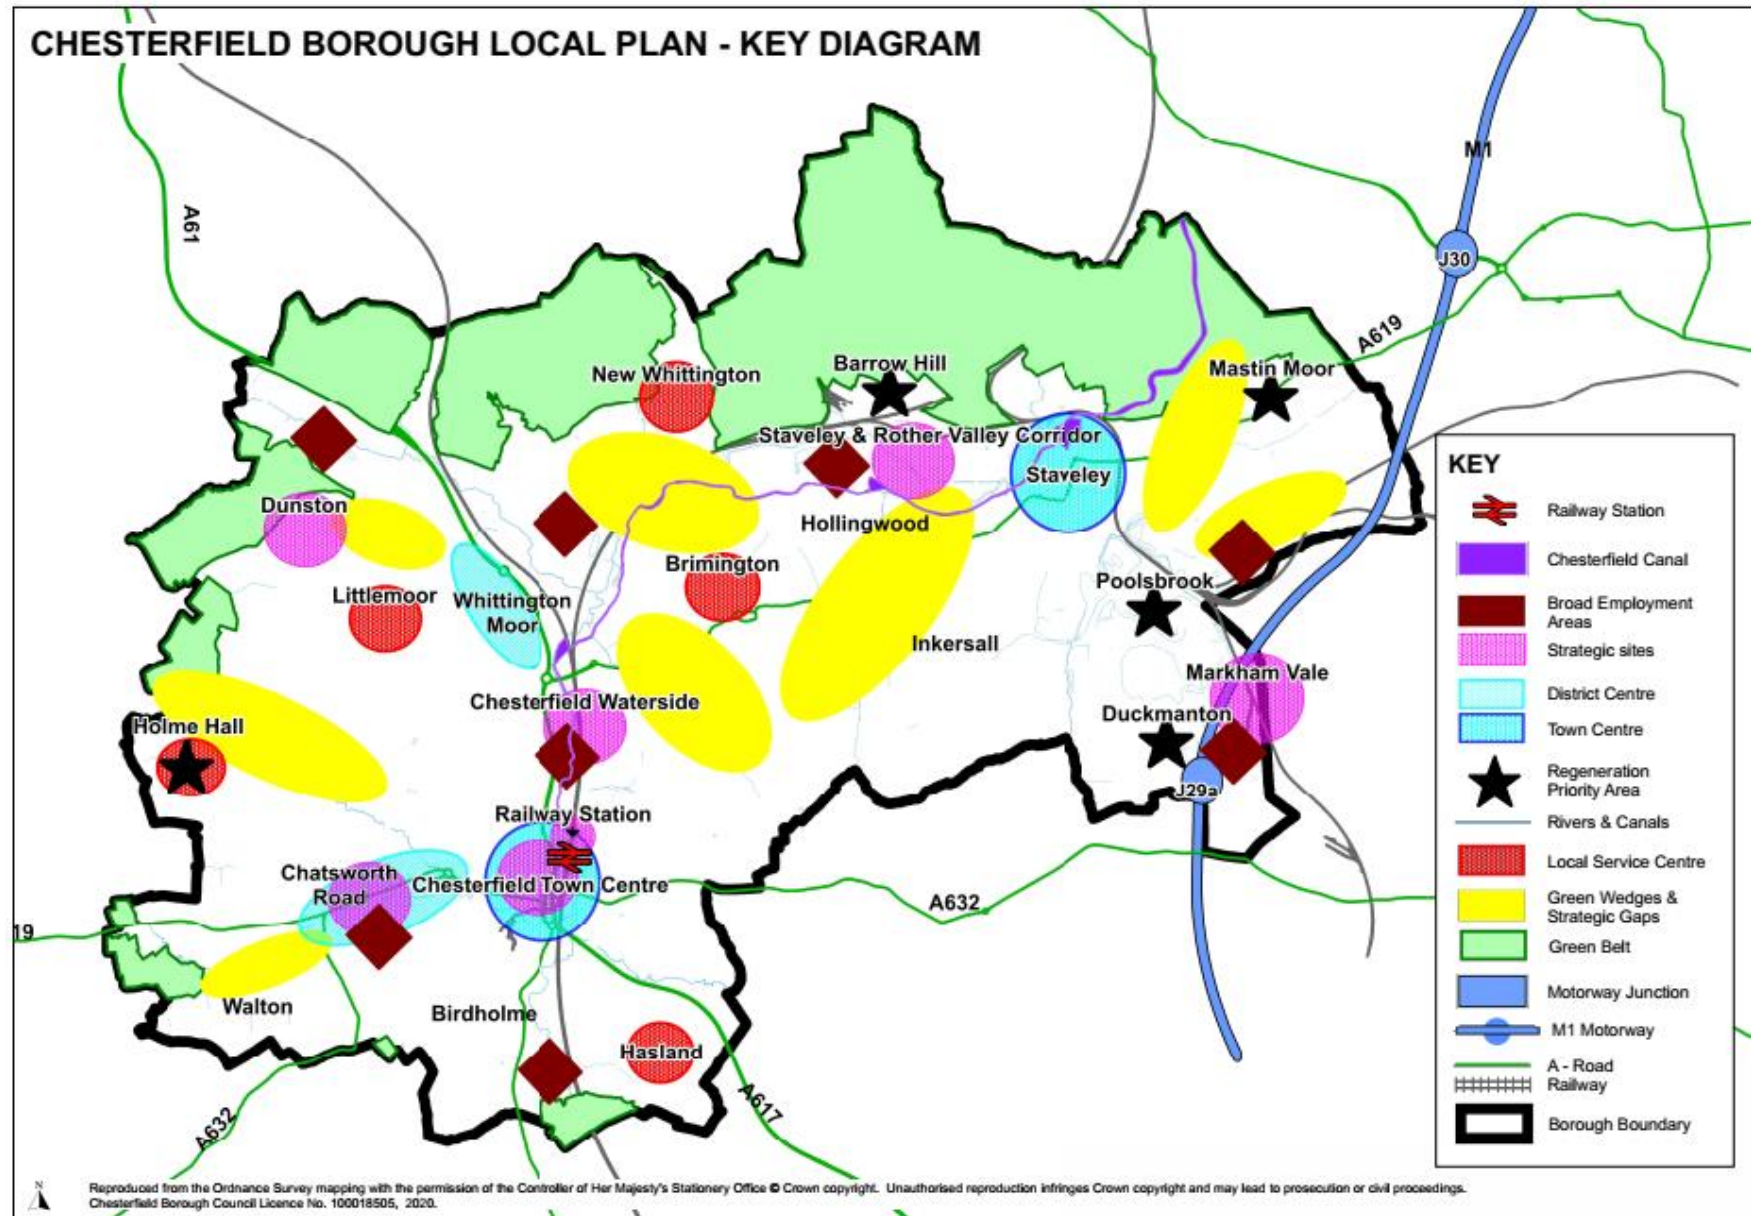 CHESTERFIELD BOROUGH LOCAL PLAN - KEY DIAGRAM
M1
A61
J30
A619
New Whittington
Barrow Hill
Mastin Moor
Staveley & Rother Valley Corridor
Staveley
Dunston
Hollingwood
Brimington
Poolsbrook
Littlemoor
Whittington
Moor
Inkersall
Markham Vale
Chesterfield Waterside
Duckmanton
Holme Hall
J29a
Railway Station
Chatsworth
Road
Chesterfield Town Centre
A632
19
Walton
Birdholme
Hasland
A617
A632
KEY
Railway Station
Chesterfield Canal
Broad Employment
Areas
Strategic sites
District Centre
Town Centre
Regeneration
Priority Area
Rivers & Canals
Local Service Centre
Green Wedges &
Strategic Gaps
Green Belt
Motorway Junction
M1 Motorway
A - Road
Railway
Borough Boundary
N
Reproduced from the Ordnance Survey mapping with the permission of the Controller of Her Majesty's Stationery Office © Crown copyright. Unauthorised reproduction infringes Crown copyright and may lead to prosecution or civil proceedings.
Chesterfield Borough Council Licence No. 100018505, 2020.